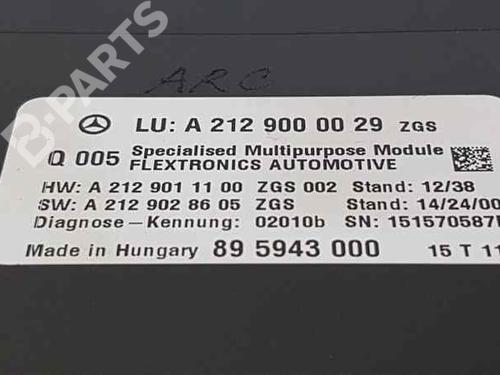 ARC
LU: A 212 900 00 29 ZGS
Q 005 Specialised Multipurpose Module
FLEXTRONICS AUTOMOTIVE
HW: A 212 901 11 00 ZGS 002 Stand: 12/38
SW: A 212 902 86 05 ZGS Stand: 14/24/00
Diagnose-Kennung: 02010b SN: 151570587
Made in Hungary 89 5943 000 15 T 11
B-PARTS